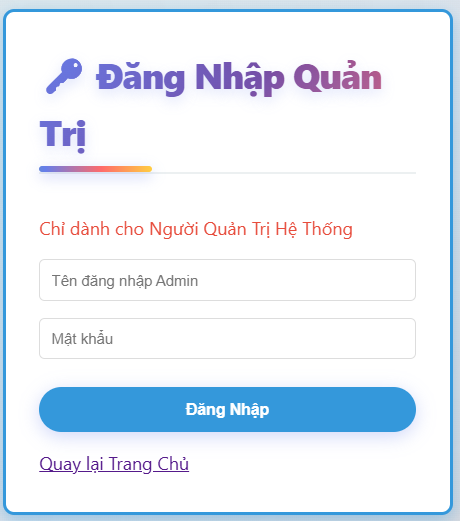 Đăng Nhập Quản
Trị
Chỉ dành cho Người Quản Trị Hệ Thống
Tên đăng nhập Admin
Mật khẩu
Đăng Nhập
Quay lại Trang Chủ